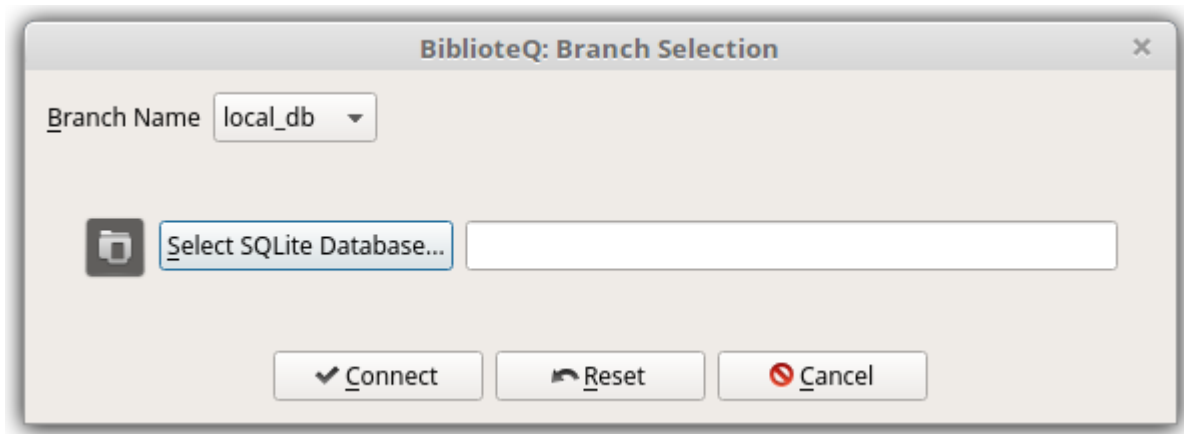 BiblioteQ: Branch Selection
Branch Name local_db
Select SQLite Database...
Connect Reset Cancel